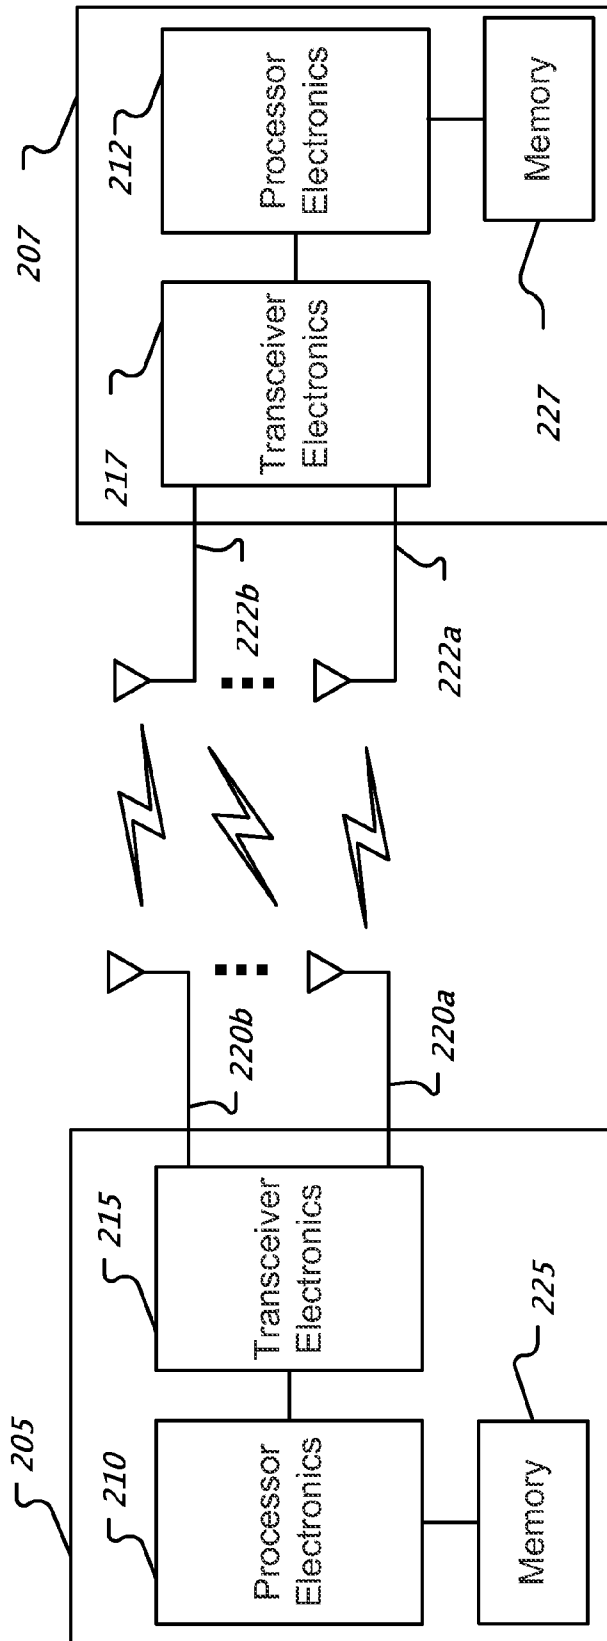 205
210
Processor
Electronics
215
Transceiver
Electronics
Memory
225
220b
220a
222b
222a
207
217
Transceiver
Electronics
212
Processor
Electronics
Memory
227